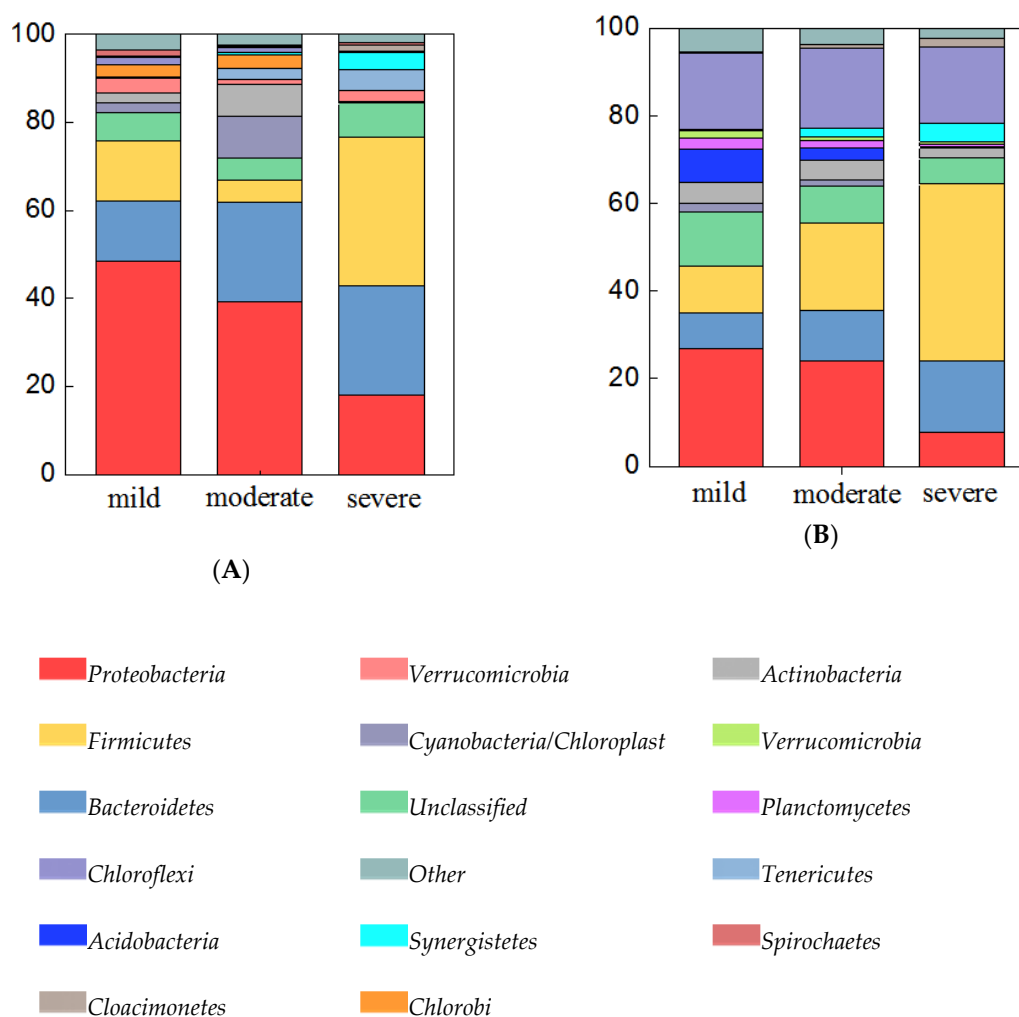 100
80
60
40
20
0
mild moderate severe
(A)
100
80
60
40
20
0
mild moderate severe
(B)
Proteobacteria Verrucomicrobia Actinobacteria
Firmicutes Cyanobacteria/Chloroplast Verrucomicrobia
Bacteroidetes Unclassified Planctomycetes
Chloroflexi Other Tenericutes
Acidobacteria Synergistetes Spirochaetes
Cloacimonetes Chlorobi